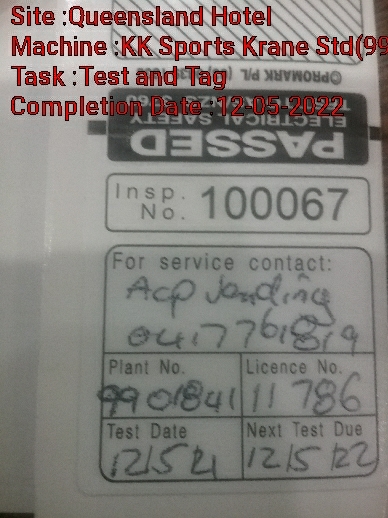 Site :Queensland Hotel
Machine :KK Sports Krane Std(99
Task :Test and Tag
Completion Date :12-05-2022
©PROMARK P/L
ELECTRICAL SAFETY
PASSED
Insp. No. 100067
For service contact:
Acp Vending
0417761819
Plant No. Licence No.
9901841 11786
Test Date Next Test Due
12/5/21 12/5/22